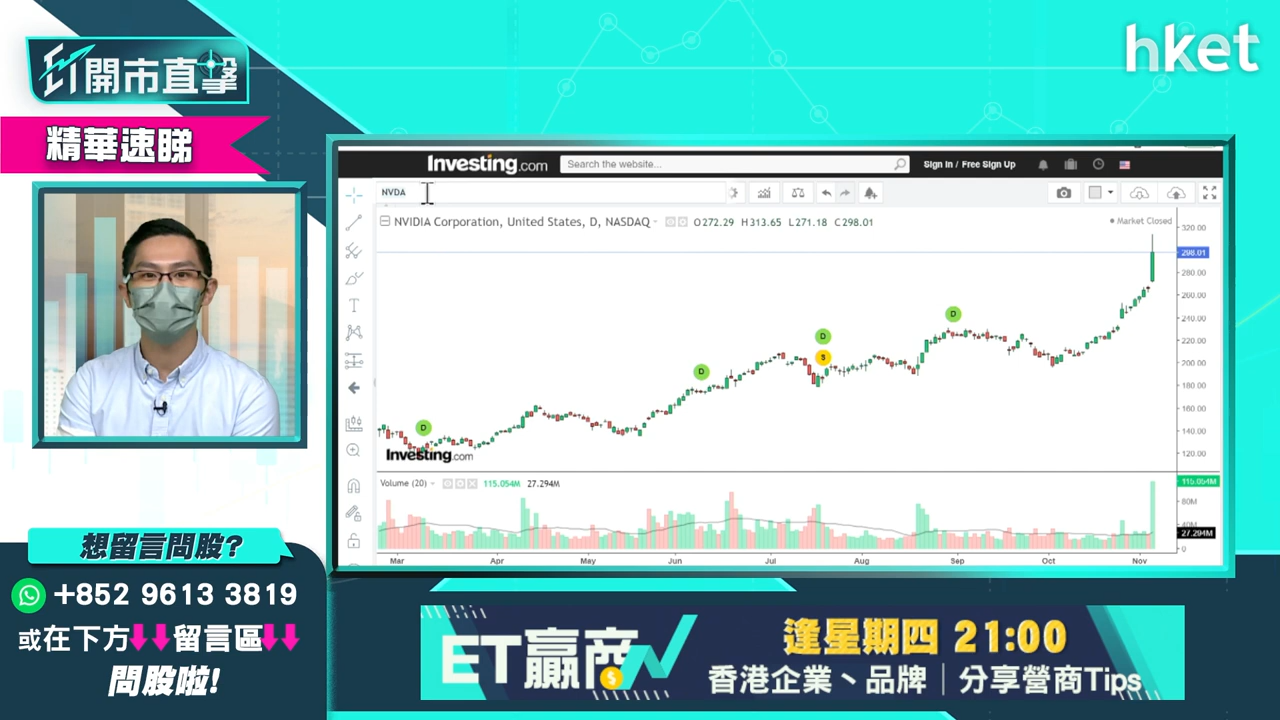 ET開市直擊
hket
精華速睇
Investing.com
Search the website...
Sign In / Free Sign Up
NVDA
NVIDIA Corporation, United States, D, NASDAQ
O272.29 H313.65 L271.18 C298.01
Market Closed
320.00
298.01
280.00
260.00
240.00
220.00
200.00
180.00
160.00
140.00
120.00
D
D
D
$
D
Investing.com
Volume (20)
115.054M 27.294M
115.054M
80M
40M
27.294M
0
Mar Apr May Jun Jul Aug Sep Oct Nov
想留言問股?
+852 9613 3819
或在下方留言區
問股啦!
ET贏商
$
逢星期四 21:00
香港企業、品牌｜分享營商Tips